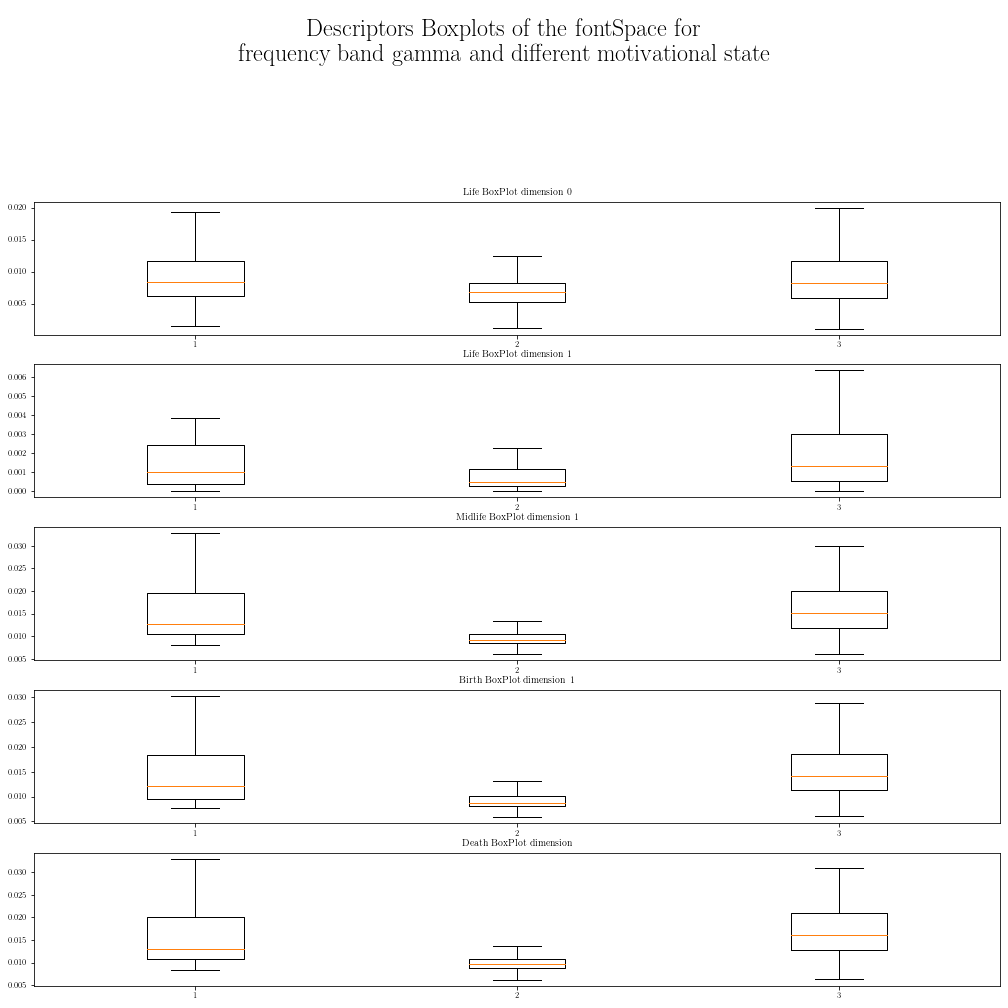 Descriptors Boxplots of the fontSpace for
frequency band gamma and different motivational state
Life BoxPlot dimension 0
0.020
0.015
0.010
0.005
1 2 3
Life BoxPlot dimension 1
0.006
0.005
0.004
0.003
0.002
0.001
0.000
1 2 3
Midlife BoxPlot dimension 1
0.030
0.025
0.020
0.015
0.010
0.005
1 2 3
Birth BoxPlot dimension 1
0.030
0.025
0.020
0.015
0.010
0.005
1 2 3
Death BoxPlot dimension
0.030
0.025
0.020
0.015
0.010
0.005
1 2 3